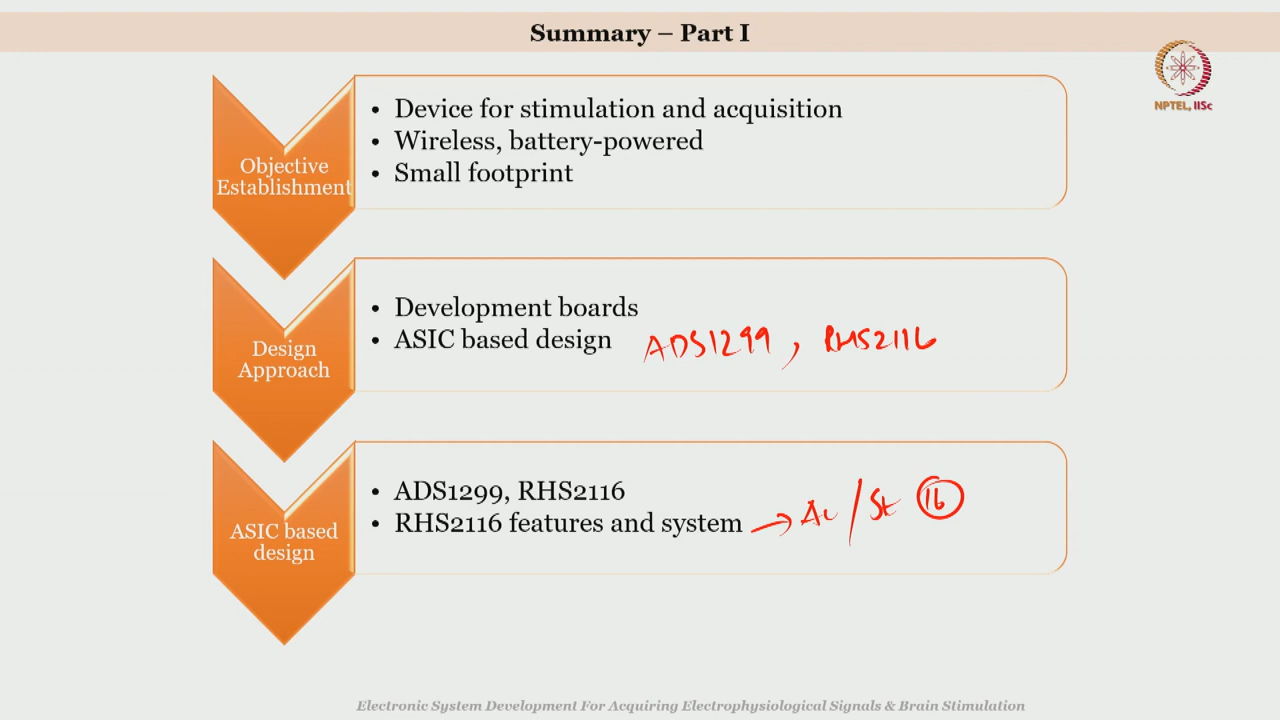 Summary – Part I
NPTEL, IISc
Objective
Establishment
• Device for stimulation and acquisition
• Wireless, battery-powered
• Small footprint
Design
Approach
• Development boards
• ASIC based design ADS1299, RHS2116
ASIC based
design
• ADS1299, RHS2116
• RHS2116 features and system → Ac / St 16
Electronic System Development For Acquiring Electrophysiological Signals & Brain Stimulation